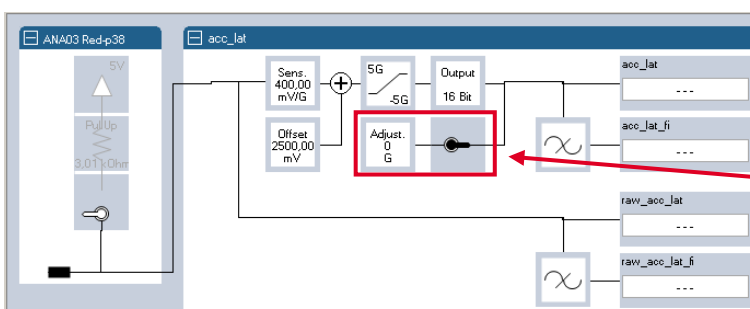 ANA03 Red-p38
acc_lat
5V
PullUp
3,01 kOhm
Sens.
400,00
mV/G
Offset
2500,00
mV
5G
-5G
Output
16 Bit
Adjust.
0
G
acc_lat
---
acc_lat_fi
---
raw_acc_lat
---
raw_acc_lat_fi
---